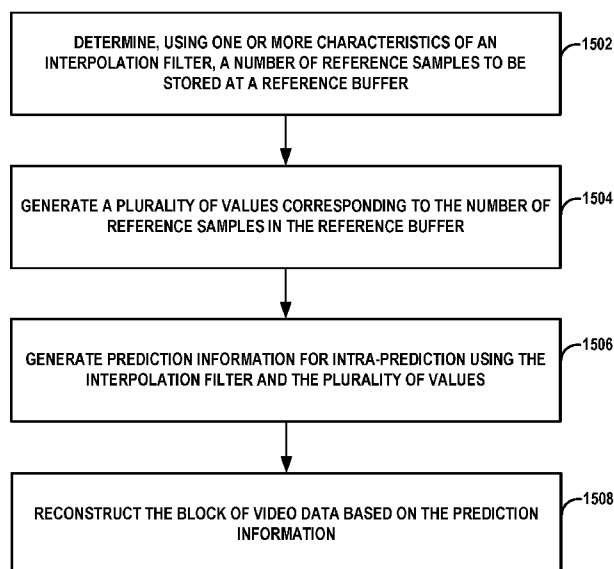 DETERMINE, USING ONE OR MORE CHARACTERISTICS OF AN
INTERPOLATION FILTER, A NUMBER OF REFERENCE SAMPLES TO BE
STORED AT A REFERENCE BUFFER
1502
GENERATE A PLURALITY OF VALUES CORRESPONDING TO THE NUMBER OF
REFERENCE SAMPLES IN THE REFERENCE BUFFER
1504
GENERATE PREDICTION INFORMATION FOR INTRA-PREDICTION USING THE
INTERPOLATION FILTER AND THE PLURALITY OF VALUES
1506
RECONSTRUCT THE BLOCK OF VIDEO DATA BASED ON THE PREDICTION
INFORMATION
1508